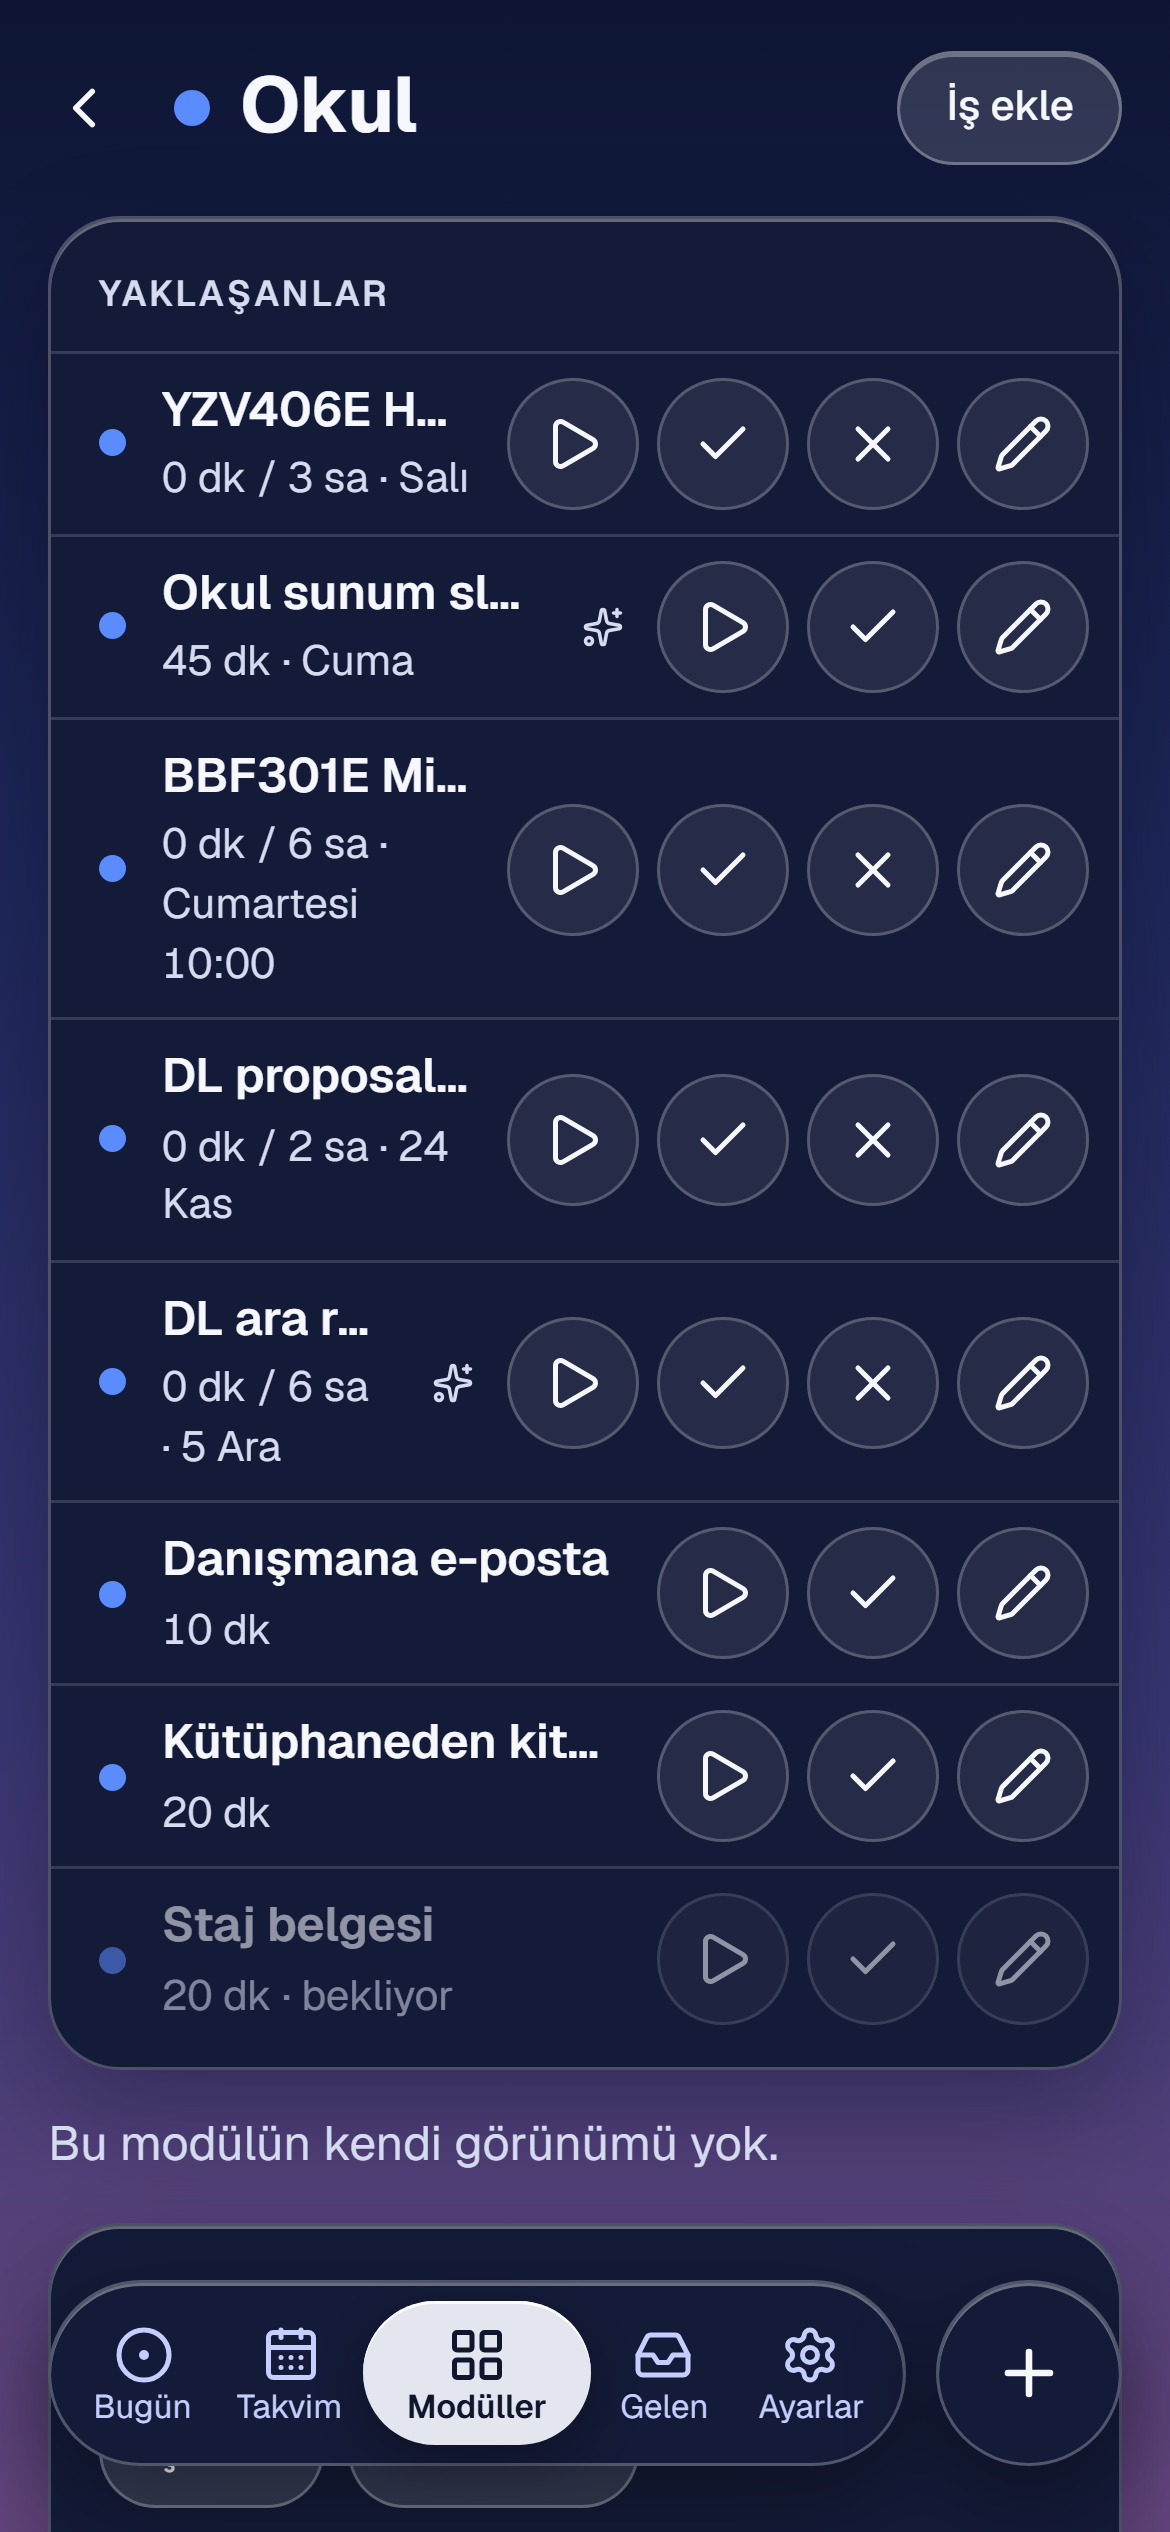 Okul
İş ekle
YAKLAŞANLAR
YZV406E H...
0 dk / 3 sa · Salı
Okul sunum sl...
45 dk · Cuma
BBF301E Mi...
0 dk / 6 sa ·
Cumartesi
10:00
DL proposal...
0 dk / 2 sa · 24
Kas
DL ara r...
0 dk / 6 sa
· 5 Ara
Danışmana e-posta
10 dk
Kütüphaneden kit...
20 dk
Staj belgesi
20 dk · bekliyor
Bu modülün kendi görünümü yok.
Bugün
Takvim
Modüller
Gelen
Ayarlar